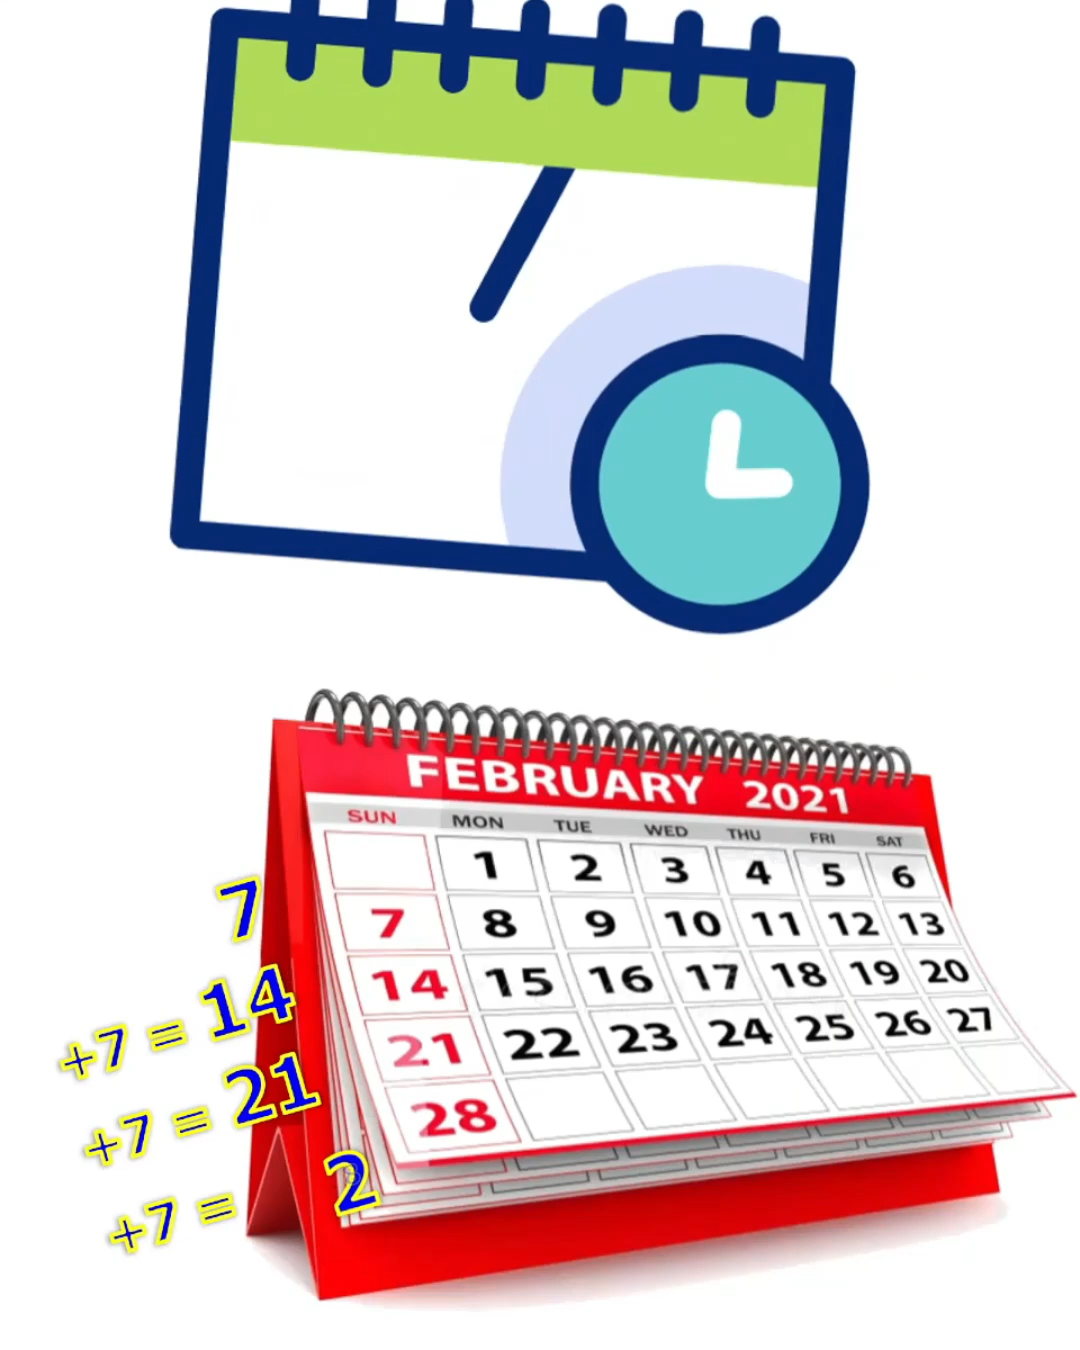 FEBRUARY 2021
SUN MON TUE WED THU FRI SAT
1 2 3 4 5 6
7
7 8 9 10 11 12 13
+7 = 14
14 15 16 17 18 19 20
+7 = 21
21 22 23 24 25 26 27
28
+7 = 2